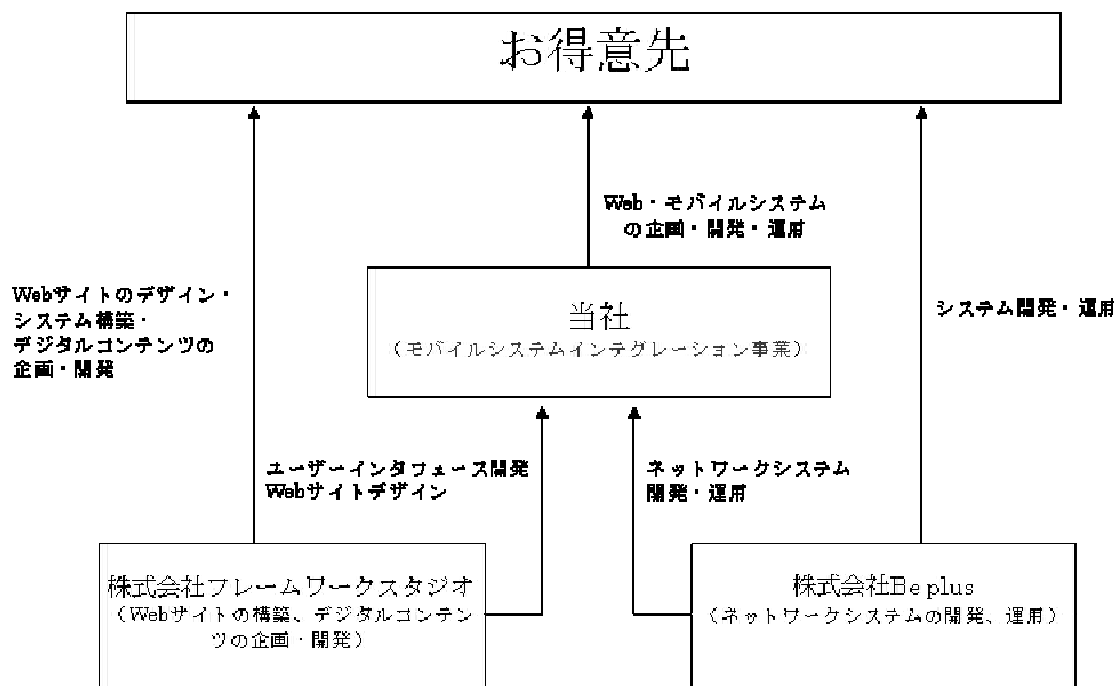 お得意先
Web・モバイルシステム
の企画・開発・運用
Webサイトのデザイン・
システム構築・
デジタルコンテンツの
企画・開発
当社
（モバイルシステムインテグレーション事業）
システム開発・運用
ユーザーインタフェース開発
Webサイトデザイン
ネットワークシステム
開発・運用
株式会社フレームワークスタジオ
（Webサイトの構築、デジタルコンテン
ツの企画・開発）
株式会社Be plus
（ネットワークシステムの開発、運用）